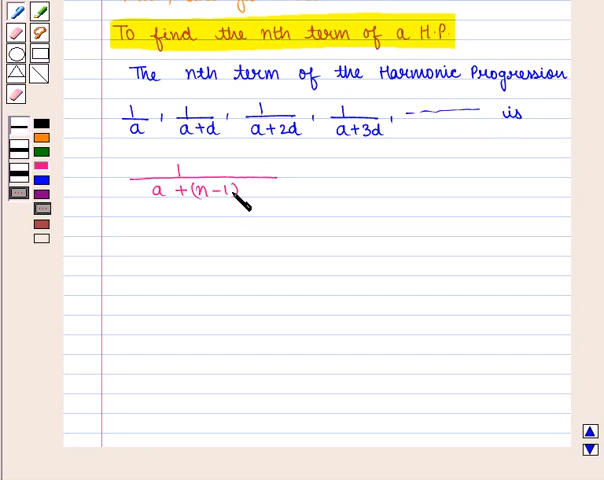 To find the nth term of a H.P.
The nth term of the Harmonic Progression
1/a , 1/(a+d) , 1/(a+2d) , 1/(a+3d) , ——— is
1/(a + (n-1)